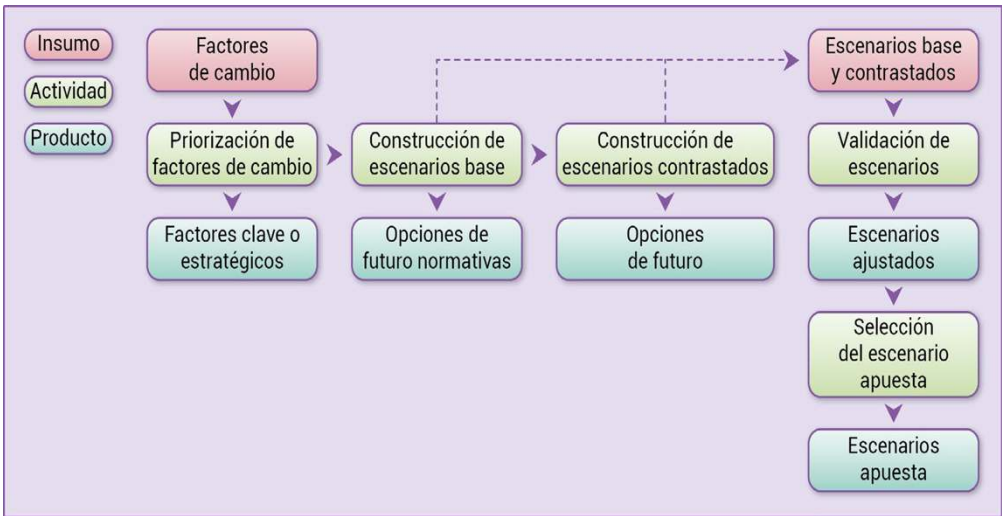 Insumo
Actividad
Producto
Factores
de cambio
Priorización de
factores de cambio
Factores clave o
estratégicos
Construcción de
escenarios base
Opciones de
futuro normativas
Construcción de
escenarios contrastados
Opciones
de futuro
Escenarios base
y contrastados
Validación de
escenarios
Escenarios
ajustados
Selección
del escenario
apuesta
Escenarios
apuesta